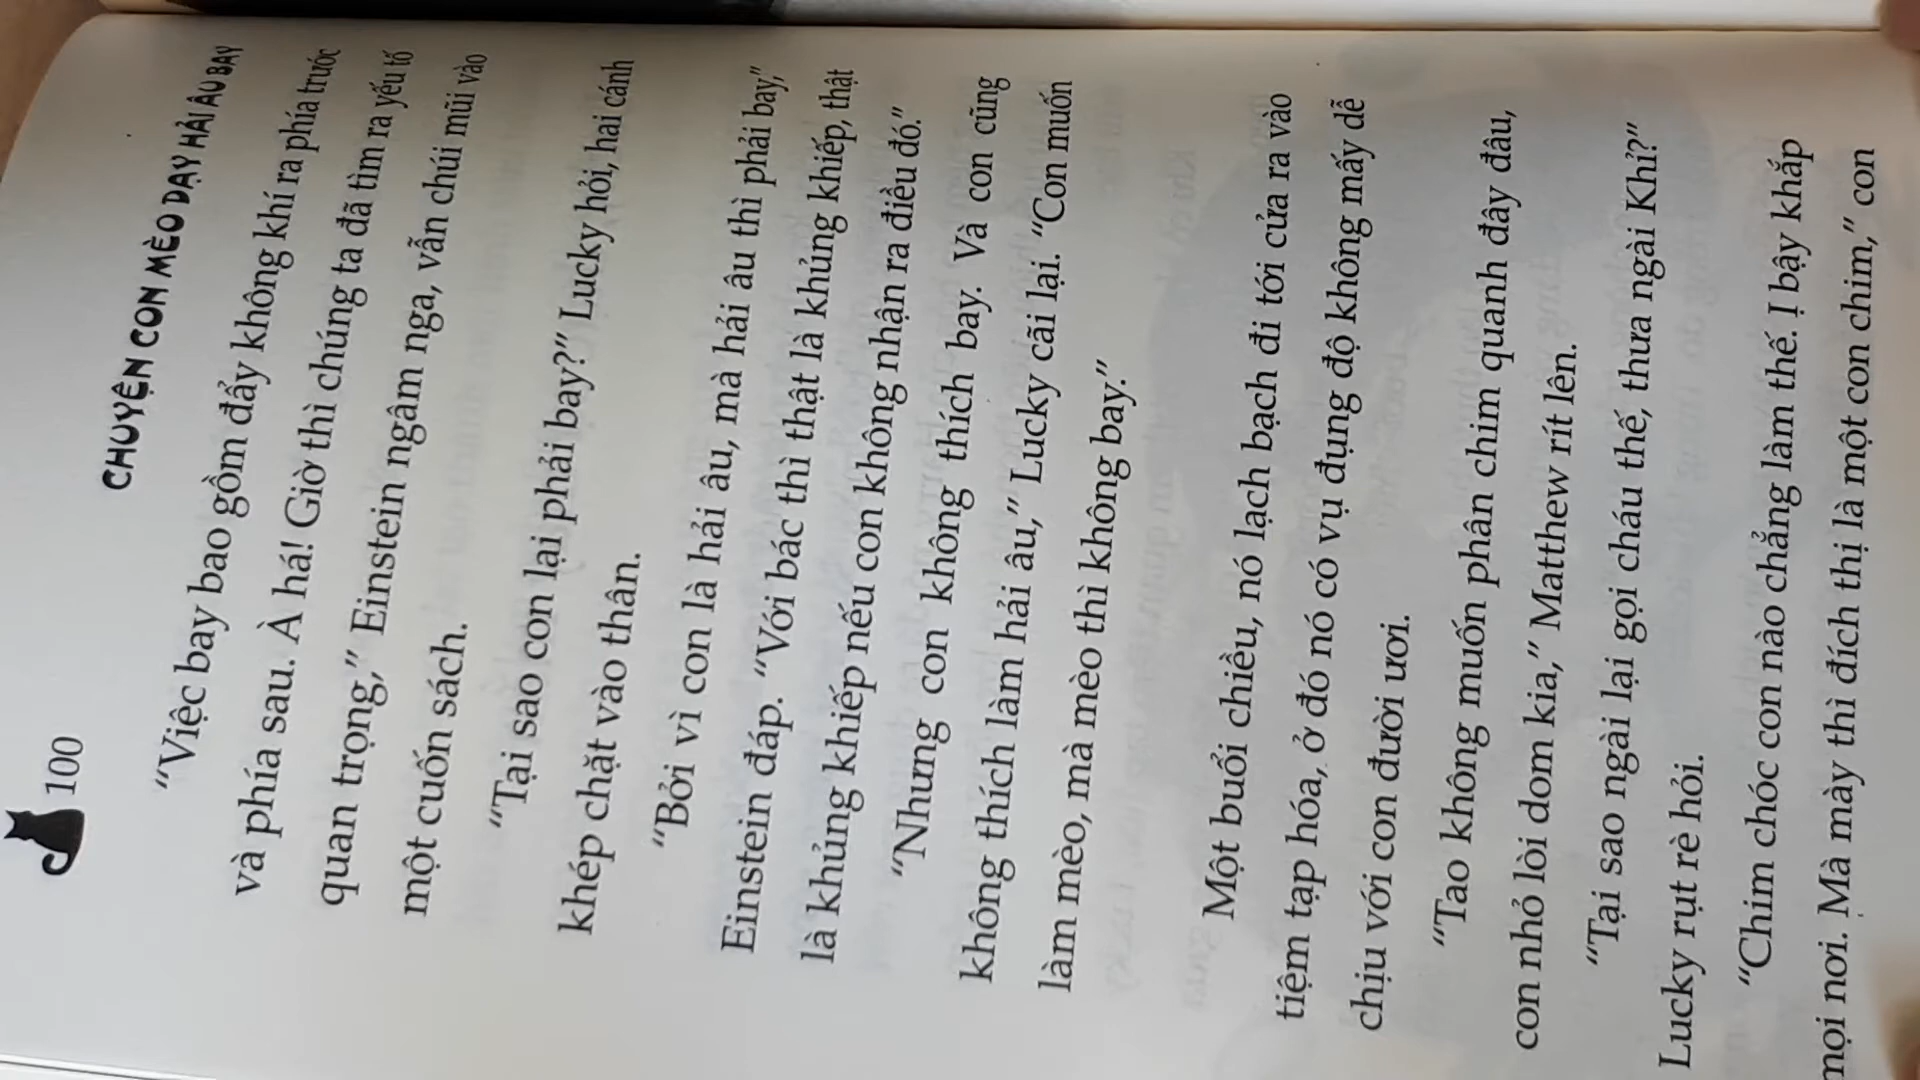 100
CHUYỆN CON MÈO DẠY HẢI ÂU BAY
“Việc bay bao gồm đẩy không khí ra phía trước
và phía sau. À há! Giờ thì chúng ta đã tìm ra yếu tố
quan trọng,” Einstein ngâm nga, vẫn chúi mũi vào
một cuốn sách.
“Tại sao con lại phải bay?” Lucky hỏi, hai cánh
khép chặt vào thân.
“Bởi vì con là hải âu, mà hải âu thì phải bay,”
Einstein đáp. “Với bác thì thật là khủng khiếp, thật
là khủng khiếp nếu con không nhận ra điều đó.”
“Nhưng con không thích bay. Và con cũng
không thích làm hải âu,” Lucky cãi lại. “Con muốn
làm mèo, mà mèo thì không bay.”
Một buổi chiều, nó lạch bạch đi tới cửa ra vào
tiệm tạp hóa, ở đó nó có vụ đụng độ không mấy dễ
chịu với con đười ươi.
“Tao không muốn phân chim quanh đây đâu,
con nhỏ lòi dom kia,” Matthew rít lên.
“Tại sao ngài lại gọi cháu thế, thưa ngài Khỉ?”
Lucky rụt rè hỏi.
“Chim chóc con nào chẳng làm thế. Ị bậy khắp
mọi nơi. Mà mày thì đích thị là một con chim,” con